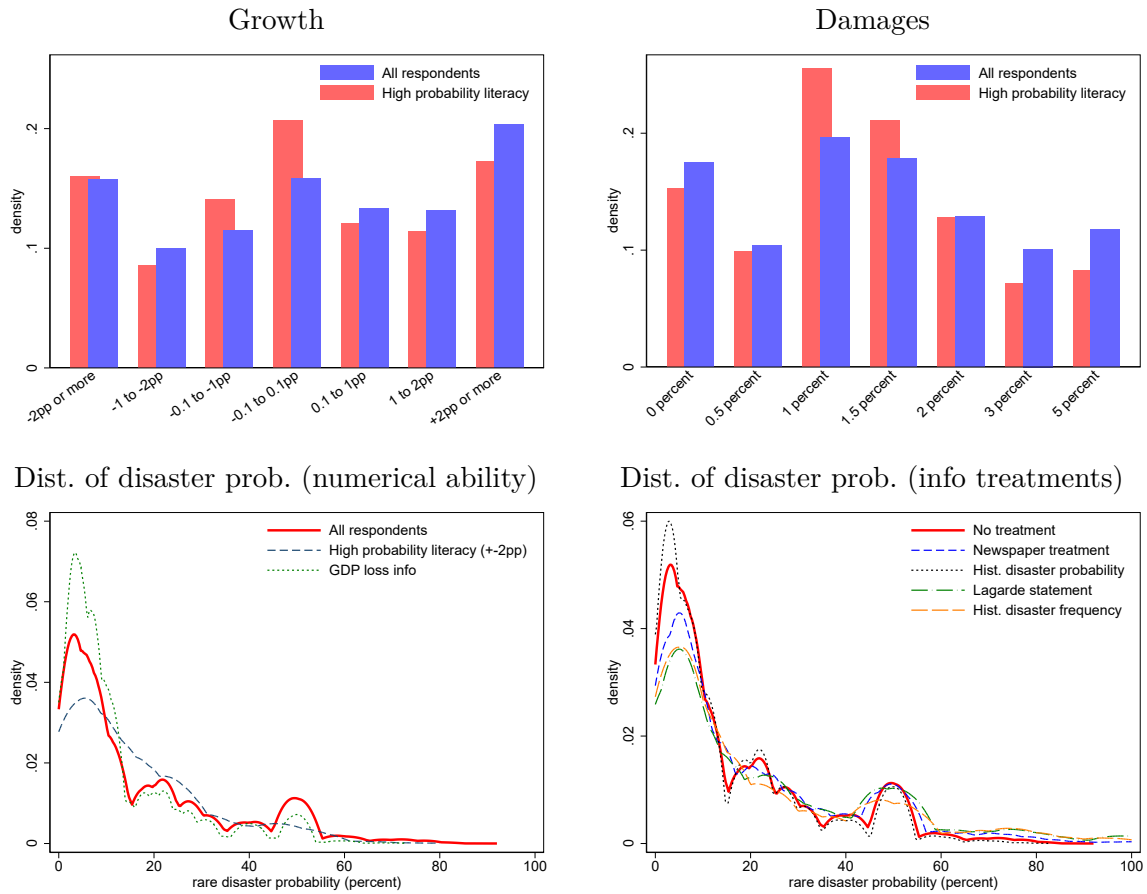 Growth
All respondents
High probability literacy
density
0
.1
.2
-2pp or more
-1 to -2pp
-0.1 to -1pp
-0.1 to 0.1pp
0.1 to 1pp
1 to 2pp
+2pp or more
Damages
All respondents
High probability literacy
density
0
.1
.2
0 percent
0.5 percent
1 percent
1.5 percent
2 percent
3 percent
5 percent
Dist. of disaster prob. (numerical ability)
All respondents
High probability literacy (+-2pp)
GDP loss info
density
0
.02
.04
.06
.08
0
20
40
60
80
100
rare disaster probability (percent)
Dist. of disaster prob. (info treatments)
No treatment
Newspaper treatment
Hist. disaster probability
Lagarde statement
Hist. disaster frequency
density
0
.02
.04
.06
0
20
40
60
80
100
rare disaster probability (percent)